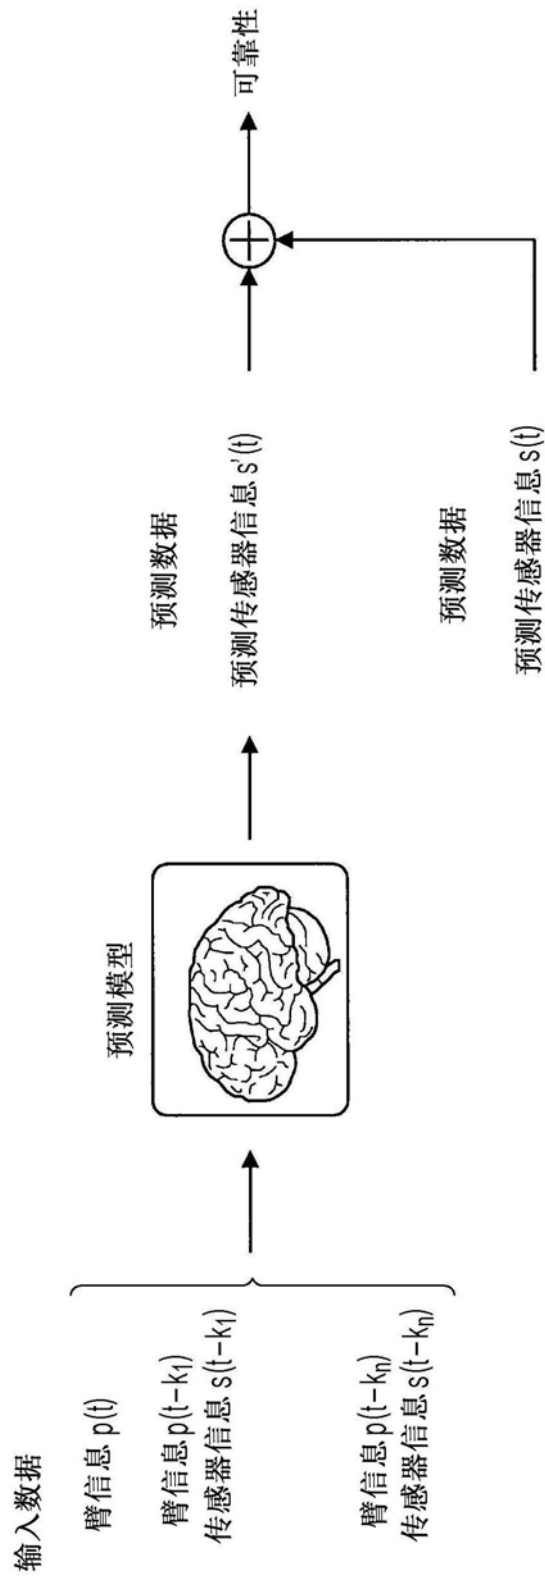 输入数据
臂信息 p(t)
臂信息 p(t-k₁)
传感器信息 s(t-k₁)
臂信息 p(t-kₙ)
传感器信息 s(t-kₙ)
预测模型
预测数据
预测传感器信息 s'(t)
预测数据
预测传感器信息 s(t)
可靠性